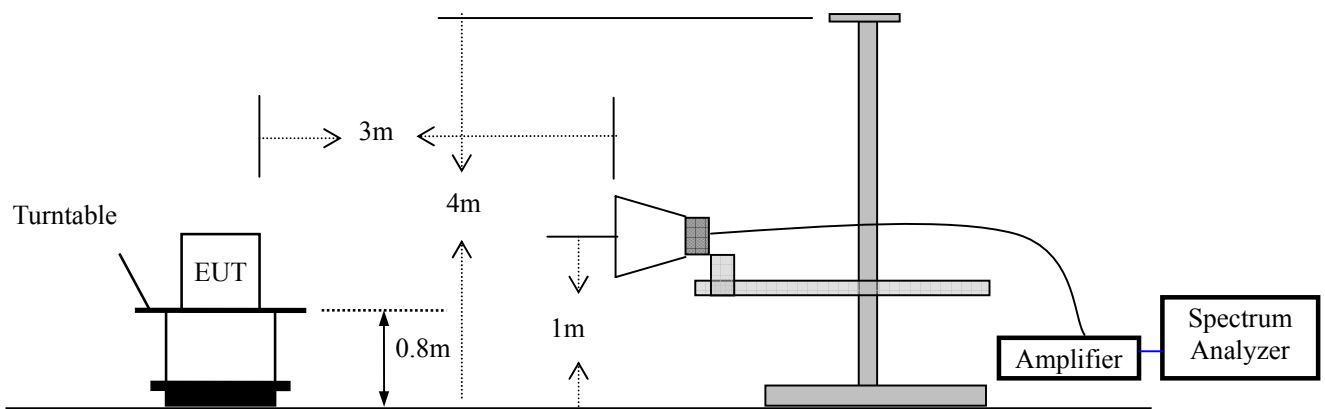 3m
4m
Turntable
EUT
1m
0.8m
Spectrum
Analyzer
Amplifier